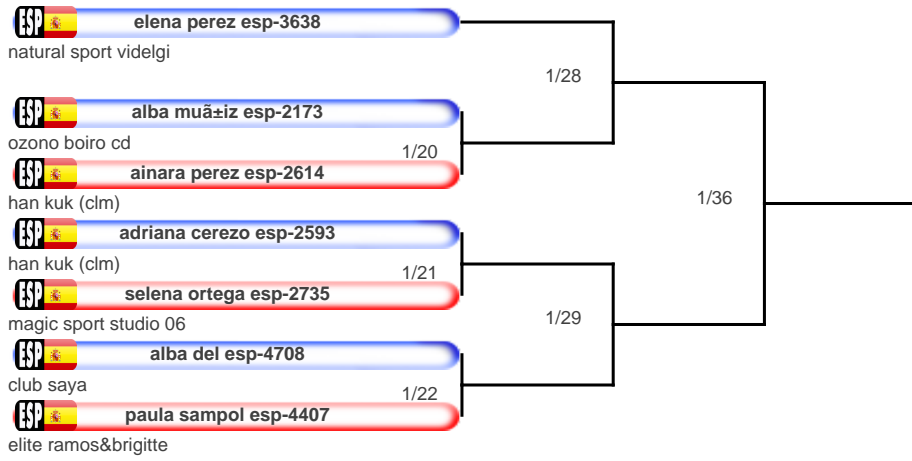 ESP elena perez esp-3638
natural sport videlgi
1/28
ESP alba muã±iz esp-2173
ozono boiro cd
1/20
ESP ainara perez esp-2614
han kuk (clm)
1/36
ESP adriana cerezo esp-2593
han kuk (clm)
1/21
ESP selena ortega esp-2735
magic sport studio 06
1/29
ESP alba del esp-4708
club saya
1/22
ESP paula sampol esp-4407
elite ramos&brigitte